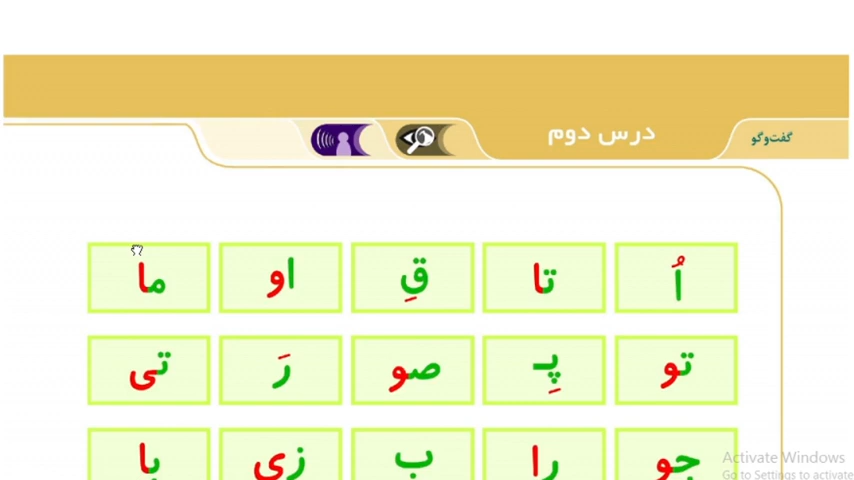 گفت‌وگو درس دوم
اُ تا قِ او ما
تو پِـ صو رَ تی
جو را ب زی با
Activate Windows
Go to Settings to activate